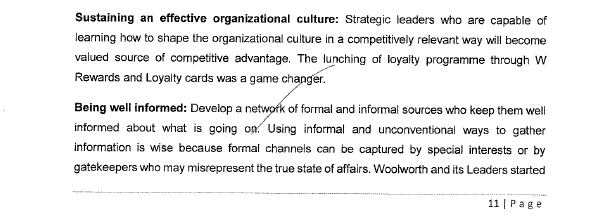 Sustaining an effective organizational culture: Strategic leaders who are capable of
learning how to shape the organizational culture in a competitively relevant way will become
valued source of competitive advantage. The lunching of loyalty programme through W
Rewards and Loyalty cards was a game changer.
Being well informed: Develop a network of formal and informal sources who keep them well
informed about what is going on. Using informal and unconventional ways to gather
information is wise because formal channels can be captured by special interests or by
gatekeepers who may misrepresent the true state of affairs. Woolworth and its Leaders started
11 | Page